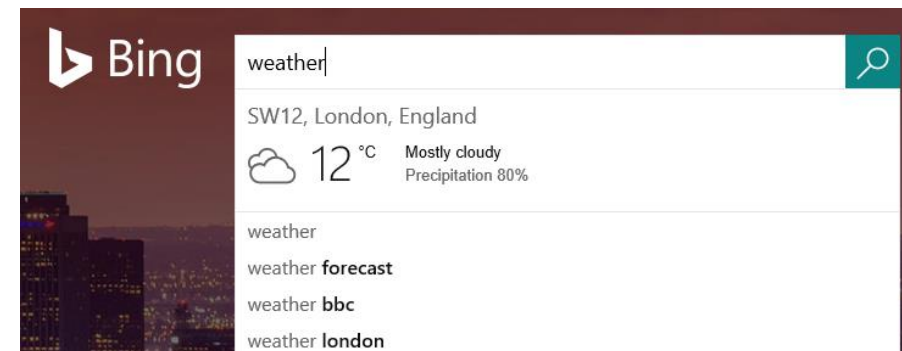 Bing
weather
SW12, London, England
12 °C
Mostly cloudy
Precipitation 80%
weather
weather forecast
weather bbc
weather london